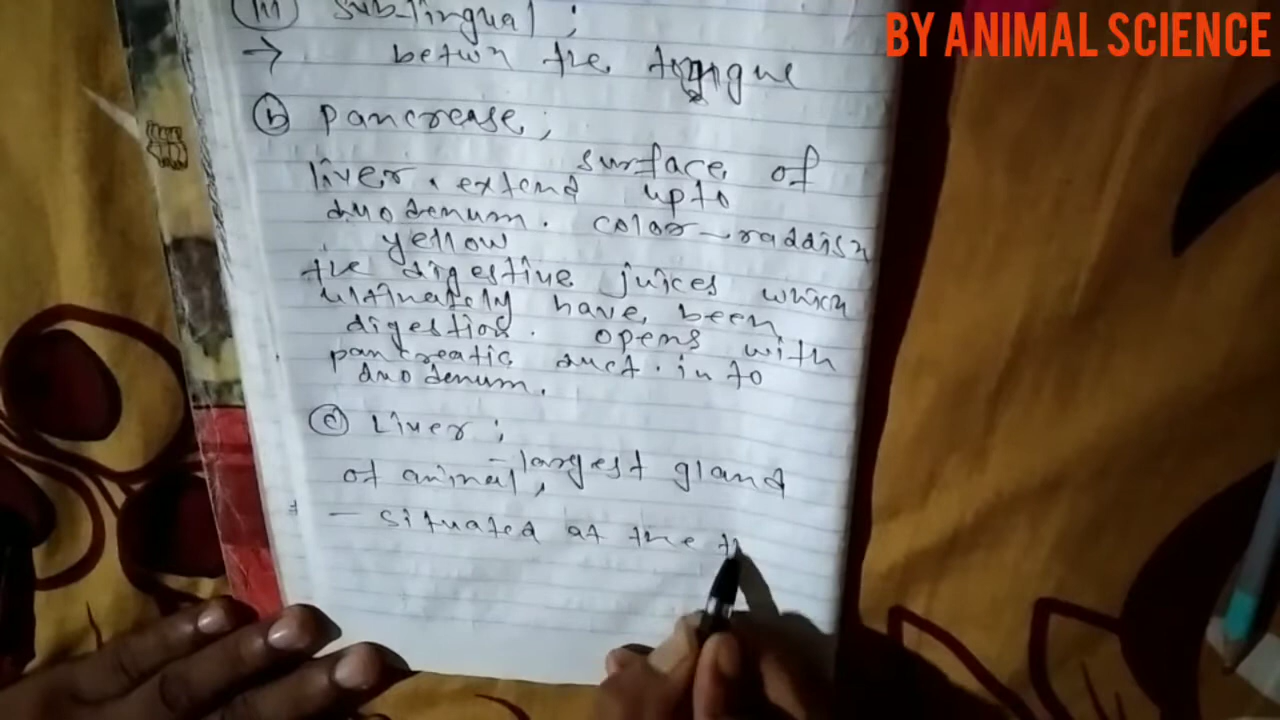 BY ANIMAL SCIENCE
(iii) sub-lingual ;
→ betwn the
(b) pancrease,
surface of
liver. extend upto
duodenum. color - raddish
yellow
the digestive juices which
ultimately have been
digestion. opens with
pancreatic duct. in to
duodenum.
(c) Liver ;
- largest gland
of animal,
- situated at the